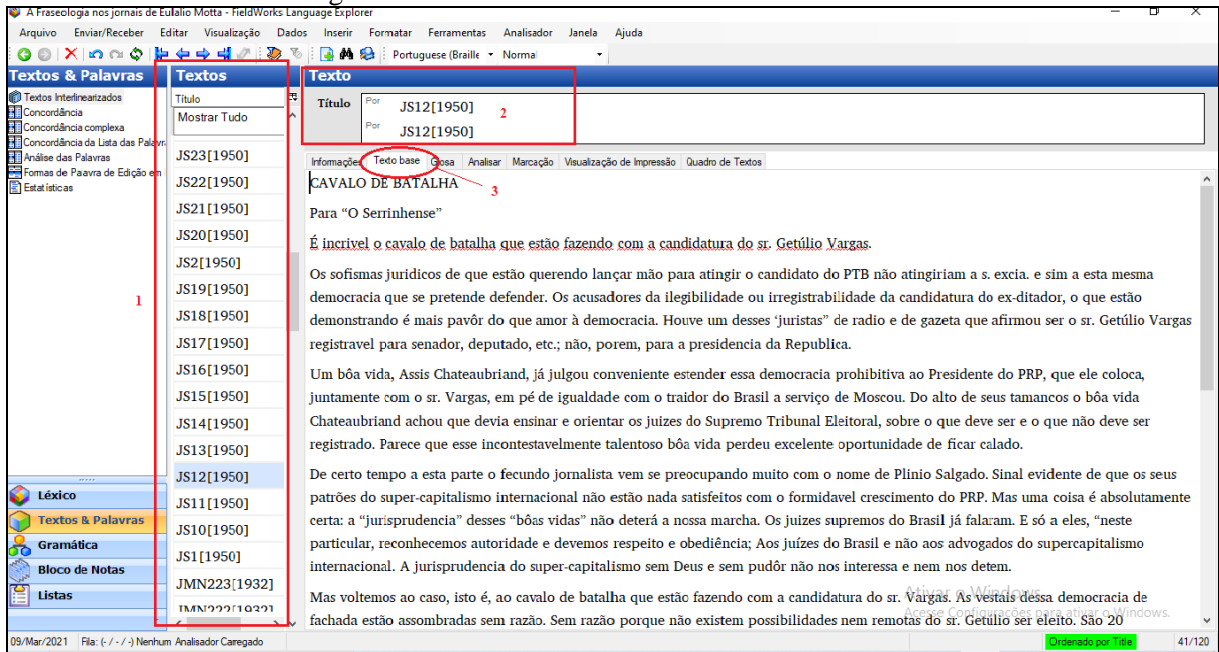 A Fraseologia nos jornais de Eulalio Motta - FieldWorks Language Explorer
Arquivo Enviar/Receber Editar Visualização Dados Inserir Formatar Ferramentas Analisador Janela Ajuda
Portuguese (Braille Normal
Textos & Palavras
Textos Interlinearizados
Concordância
Concordância complexa
Concordância da Lista das Palavr
Análise das Palavras
Formas de Paavra de Edição em
Estatísticas
Léxico
Textos & Palavras
Gramática
Bloco de Notas
Listas
Textos
Título
Mostrar Tudo
JS23[1950]
JS22[1950]
JS21[1950]
JS20[1950]
JS2[1950]
JS19[1950]
1
JS18[1950]
JS17[1950]
JS16[1950]
JS15[1950]
JS14[1950]
JS13[1950]
JS12[1950]
JS11[1950]
JS10[1950]
JS1[1950]
JMN223[1932]
JMN222[1932]
Texto
Título Por JS12[1950]
2
Por JS12[1950]
Informações Texto base Glosa Analisar Marcação Visualização de Impressão Quadro de Textos
3
CAVALO DE BATALHA
Para “O Serrinhense”
É incrivel o cavalo de batalha que estão fazendo com a candidatura do sr. Getúlio Vargas.
Os sofismas juridicos de que estão querendo lançar mão para atingir o candidato do PTB não atingiriam a s. excia. e sim a esta mesma
democracia que se pretende defender. Os acusadores da ilegibilidade ou irregistrabilidade da candidatura do ex-ditador, o que estão
demonstrando é mais pavôr do que amor à democracia. Houve um desses ‘juristas” de radio e de gazeta que afirmou ser o sr. Getúlio Vargas
registravel para senador, deputado, etc.; não, porem, para a presidencia da Republica.
Um bôa vida, Assis Chateaubriand, já julgou conveniente estender essa democracia prohibitiva ao Presidente do PRP, que ele coloca,
juntamente com o sr. Vargas, em pé de igualdade com o traidor do Brasil a serviço de Moscou. Do alto de seus tamancos o bôa vida
Chateaubriand achou que devia ensinar e orientar os juizes do Supremo Tribunal Eleitoral, sobre o que deve ser e o que não deve ser
registrado. Parece que esse incontestavelmente talentoso bôa vida perdeu excelente oportunidade de ficar calado.
De certo tempo a esta parte o fecundo jornalista vem se preocupando muito com o nome de Plinio Salgado. Sinal evidente de que os seus
patrões do super-capitalismo internacional não estão nada satisfeitos com o formidavel crescimento do PRP. Mas uma coisa é absolutamente
certa: a “jurisprudencia” desses “bôas vidas” não deterá a nossa marcha. Os juizes supremos do Brasil já falaram. E só a eles, “neste
particular, reconhecemos autoridade e devemos respeito e obediência; Aos juízes do Brasil e não aos advogados do supercapitalismo
internacional. A jurisprudencia do super-capitalismo sem Deus e sem pudôr não nos interessa e nem nos detem.
Mas voltemos ao caso, isto é, ao cavalo de batalha que estão fazendo com a candidatura do sr. Vargas. As vestais dessa democracia de
fachada estão assombradas sem razão. Sem razão porque não existem possibilidades nem remotas do sr. Getúlio ser eleito. São 20
Ativar o Windows
Acesse Configurações para ativar o Windows.
09/Mar/2021 Fila: (- / - / -) Nenhum Analisador Carregado
Ordenado por Title
41/120